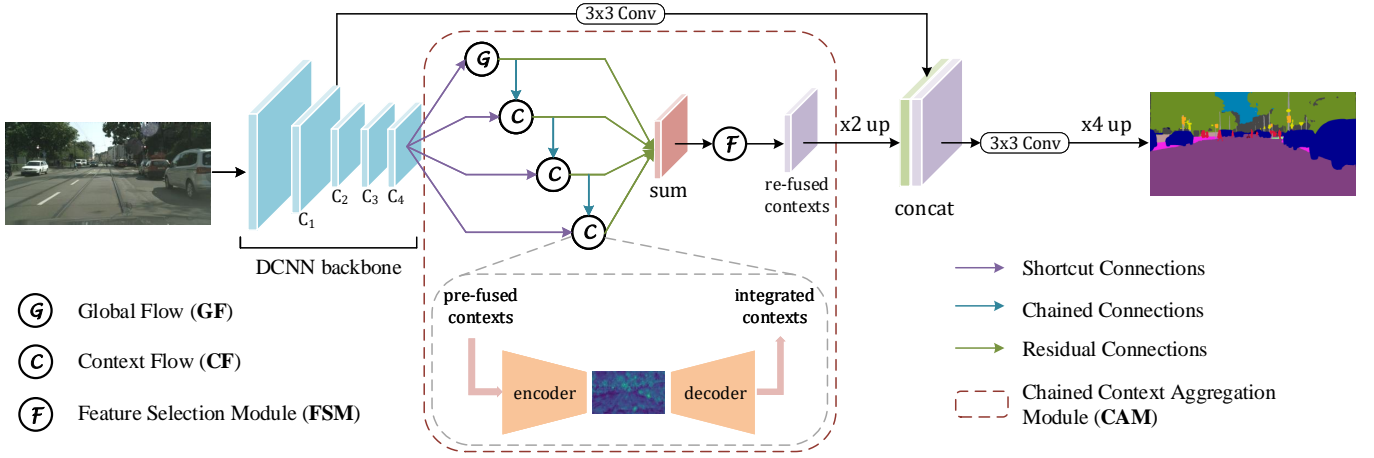 3x3 Conv
G
C
C
C
C₁
C₂
C₃
C₄
DCNN backbone
sum
F
re-fused
contexts
x2 up
concat
3x3 Conv
x4 up
pre-fused
contexts
integrated
contexts
encoder
decoder
G Global Flow (GF)
C Context Flow (CF)
F Feature Selection Module (FSM)
Shortcut Connections
Chained Connections
Residual Connections
Chained Context Aggregation
Module (CAM)